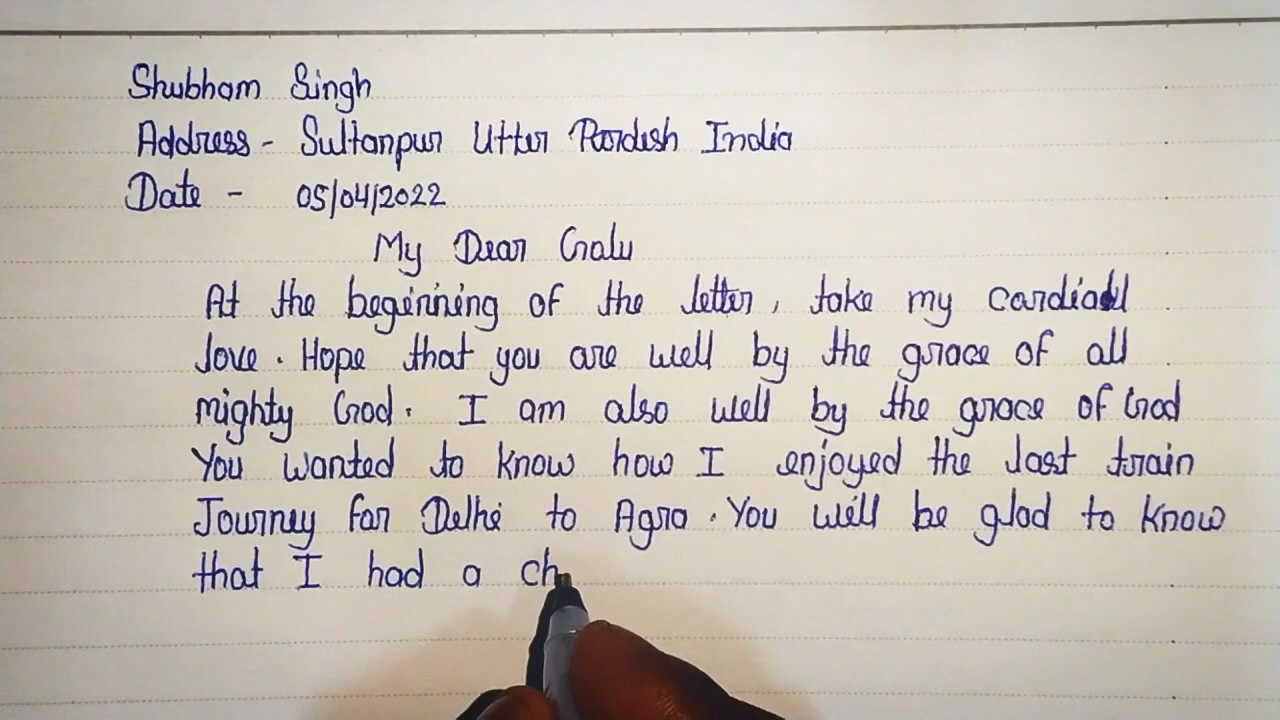 Shubham Singh
Address - Sultanpur Utter Pardesh India
Date - 05/04/2022
My Dear Golu
At the beginning of the letter, take my cardial
love. Hope that you are well by the grace of all
mighty God. I am also well by the grace of God
You wanted to know how I enjoyed the last train
Journey for Delhi to Agra. You will be glad to know
that I had a ch